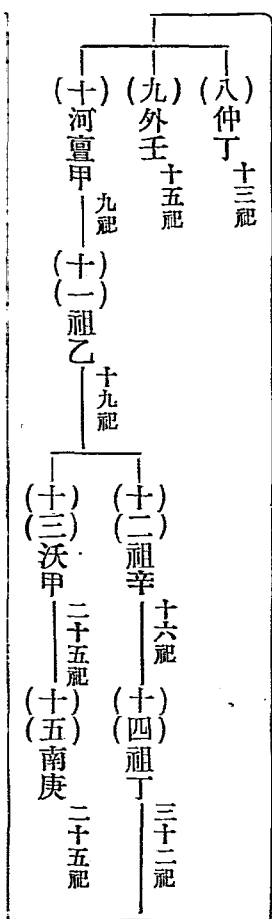 (八)仲丁
十三祀
(九)外壬
十五祀
(十)河亶甲
九祀
(十一)祖乙
十九祀
(十二)祖辛
十六祀
(十四)祖丁
三十二祀
(十三)沃甲
二十五祀
(十五)南庚
二十五祀